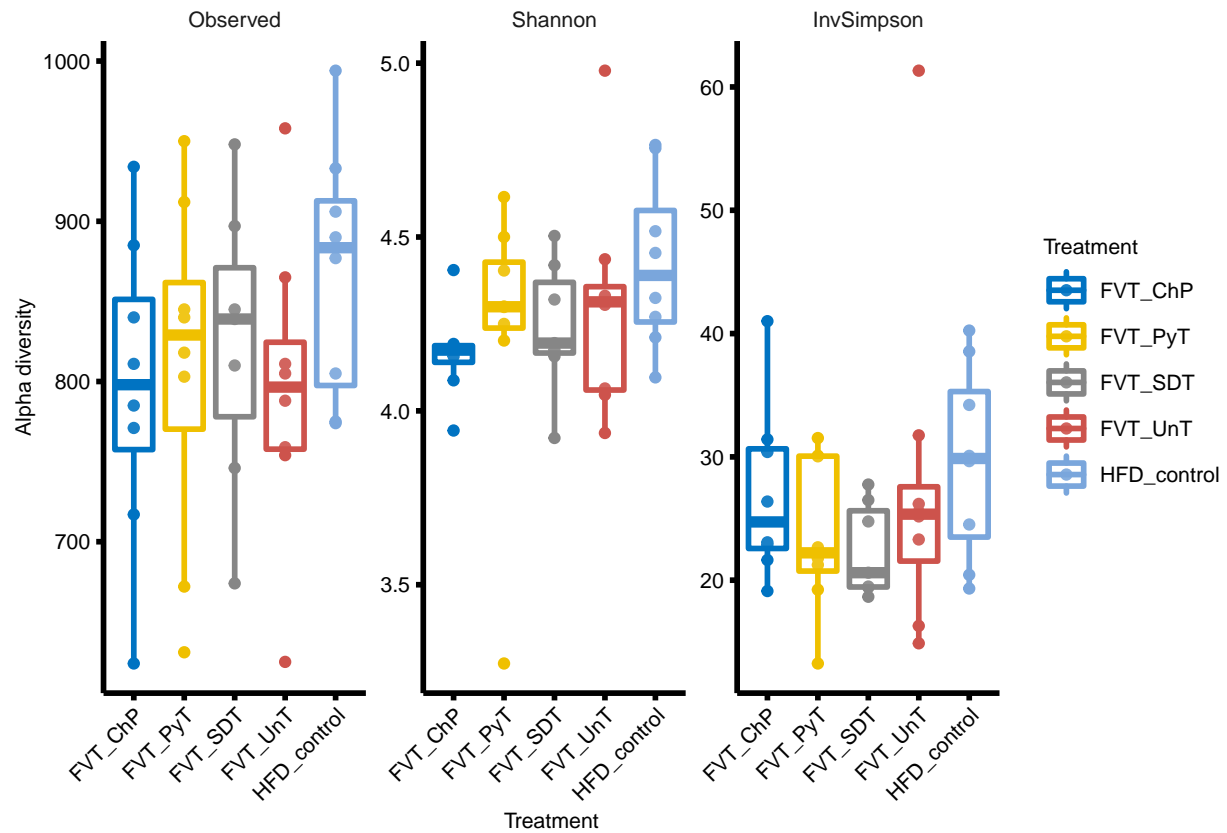 Observed
Shannon
InvSimpson
Alpha diversity
1000
900
800
700
5.0
4.5
4.0
3.5
60
50
40
30
20
FVT_ChP
FVT_PyT
FVT_SDT
FVT_UnT
HFD_control
FVT_ChP
FVT_PyT
FVT_SDT
FVT_UnT
HFD_control
FVT_ChP
FVT_PyT
FVT_SDT
FVT_UnT
HFD_control
Treatment
Treatment
FVT_ChP
FVT_PyT
FVT_SDT
FVT_UnT
HFD_control